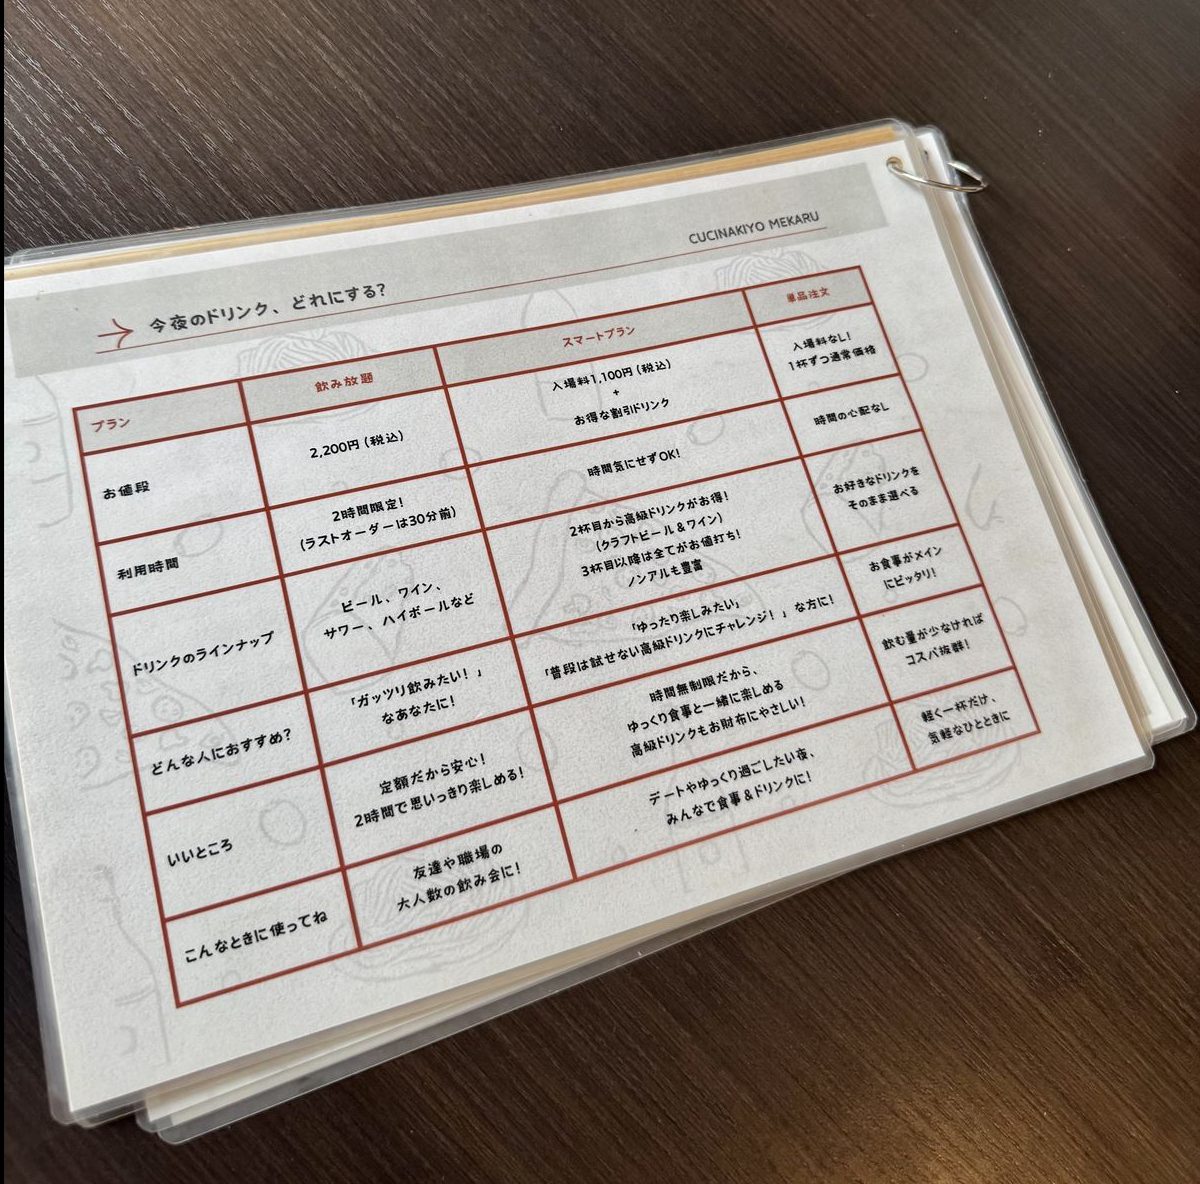 CUCINAKIYO MEKARU
今夜のドリンク、どれにする?
プラン
飲み放題
スマートプラン
単品注文
お値段
2,200円(税込)
入場料1,100円(税込)
+
お得な割引ドリンク
入場料なし!
1杯ずつ通常価格
利用時間
2時間限定!
(ラストオーダーは30分前)
時間気にせずOK!
時間の心配なし
ドリンクのラインナップ
ビール、ワイン、
サワー、ハイボールなど
2杯目から高級ドリンクがお得!
(クラフトビール&ワイン)
3杯目以降は全てがお値打ち!
ノンアルも豊富
お好きなドリンクを
そのまま選べる
どんな人におすすめ?
「ガッツリ飲みたい!」
なあなたに!
「ゆったり楽しみたい」
「普段は試せない高級ドリンクにチャレンジ!」な方に!
お食事がメイン
にピッタリ!
いいところ
定額だから安心!
2時間で思いっきり楽しめる!
時間無制限だから、
ゆっくり食事と一緒に楽しめる
高級ドリンクもお財布にやさしい!
飲む量が少なければ
コスパ抜群!
こんなときに使ってね
友達や職場の
大人数の飲み会に!
デートやゆっくり過ごしたい夜、
みんなで食事&ドリンクに!
軽く一杯だけ、
気軽なひとときに